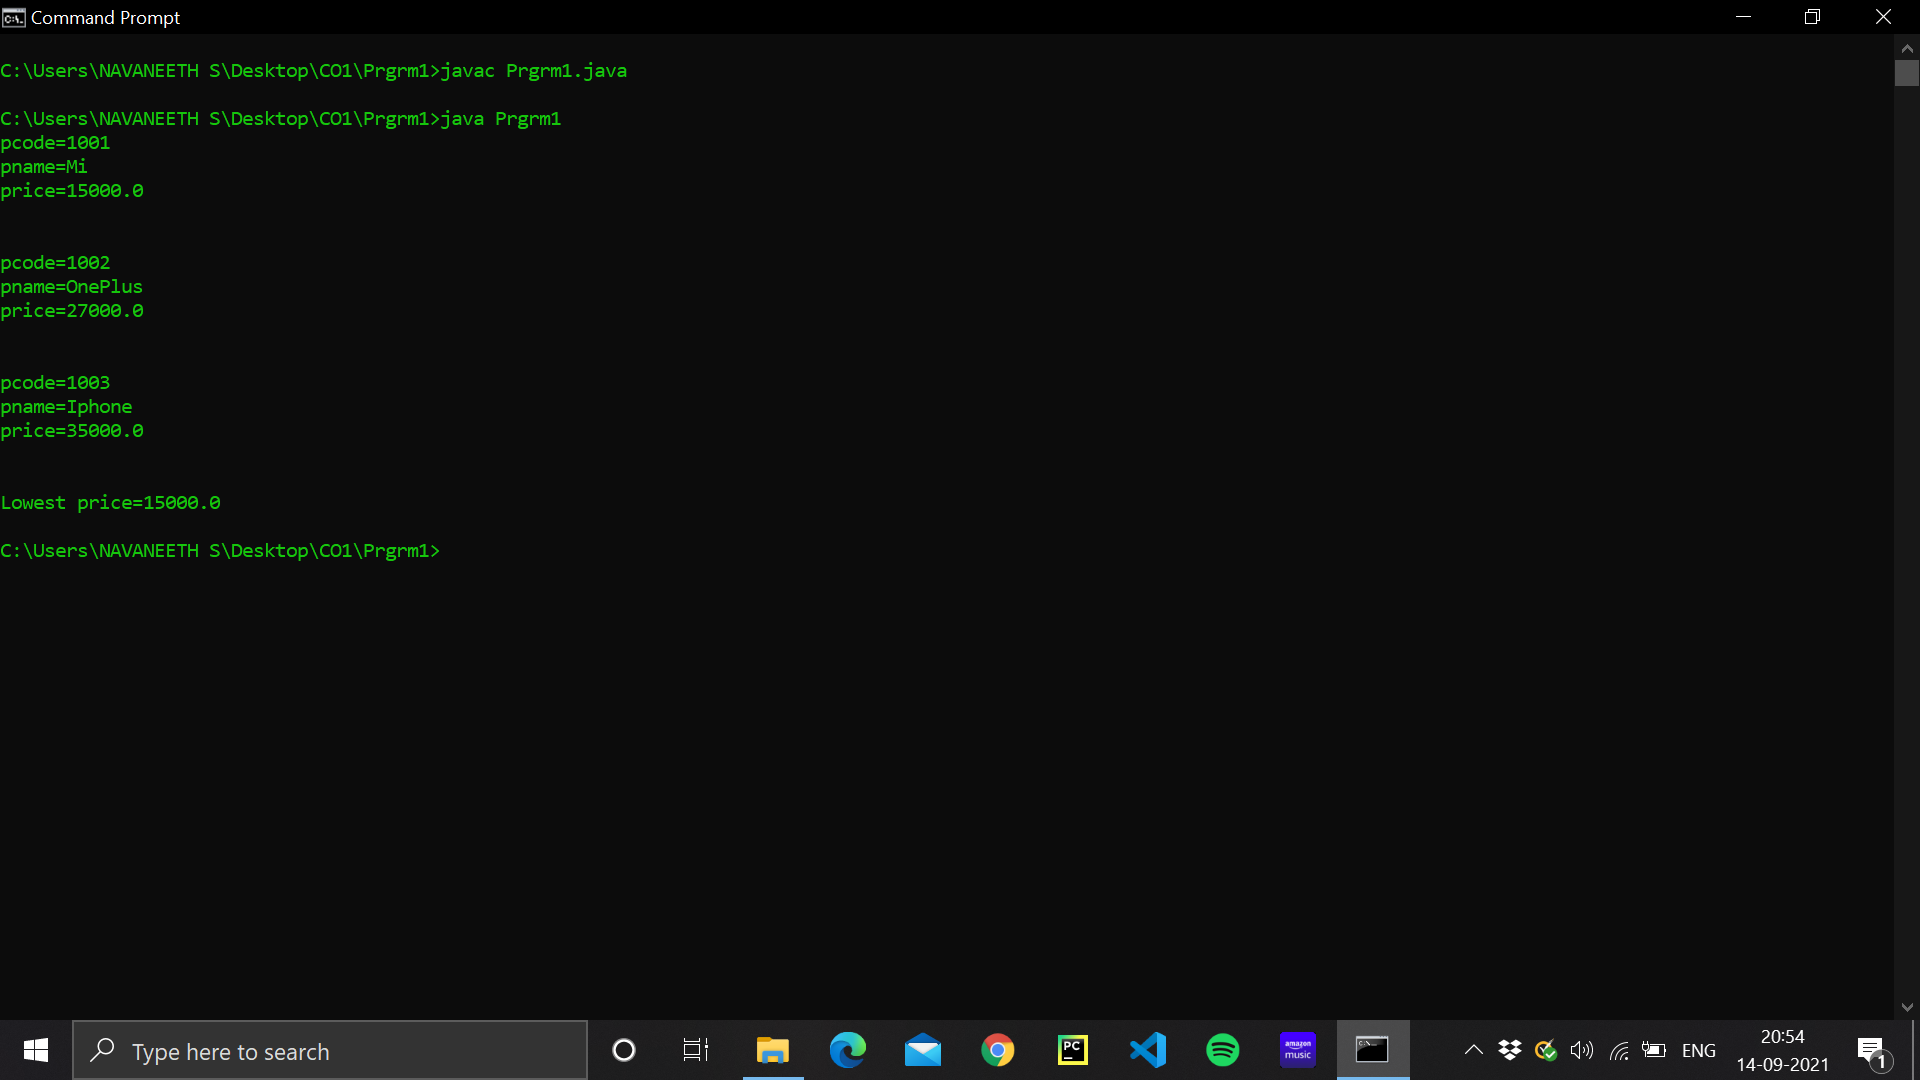 Command Prompt
C:\Users\NAVANEETH S\Desktop\CO1\Prgrm1>javac Prgrm1.java
C:\Users\NAVANEETH S\Desktop\CO1\Prgrm1>java Prgrm1
pcode=1001
pname=Mi
price=15000.0
pcode=1002
pname=OnePlus
price=27000.0
pcode=1003
pname=Iphone
price=35000.0
Lowest price=15000.0
C:\Users\NAVANEETH S\Desktop\CO1\Prgrm1>
Type here to search
PC
amazon
music
ENG
20:54
14-09-2021
1